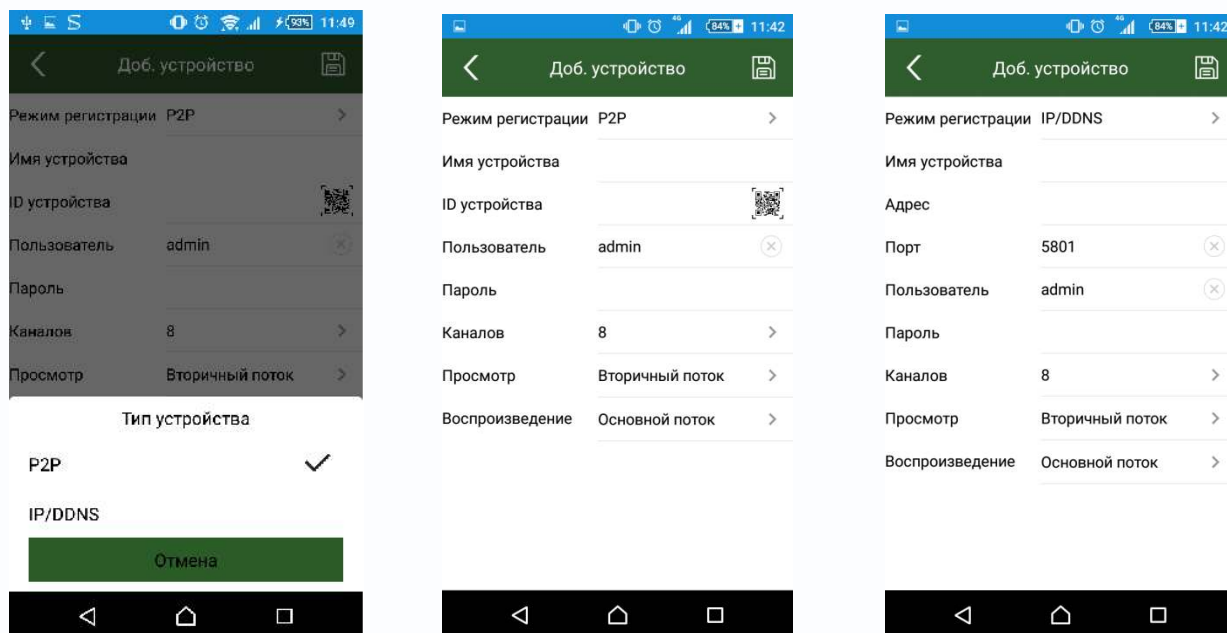 93% 11:49
Доб. устройство
Режим регистрации P2P
Имя устройства
ID устройства
Пользователь admin
Пароль
Каналов 8
Просмотр Вторичный поток
Тип устройства
P2P
IP/DDNS
Отмена
4G 84% 11:42
Доб. устройство
Режим регистрации P2P
Имя устройства
ID устройства
Пользователь admin
Пароль
Каналов 8
Просмотр Вторичный поток
Воспроизведение Основной поток
4G 84% 11:42
Доб. устройство
Режим регистрации IP/DDNS
Имя устройства
Адрес
Порт 5801
Пользователь admin
Пароль
Каналов 8
Просмотр Вторичный поток
Воспроизведение Основной поток